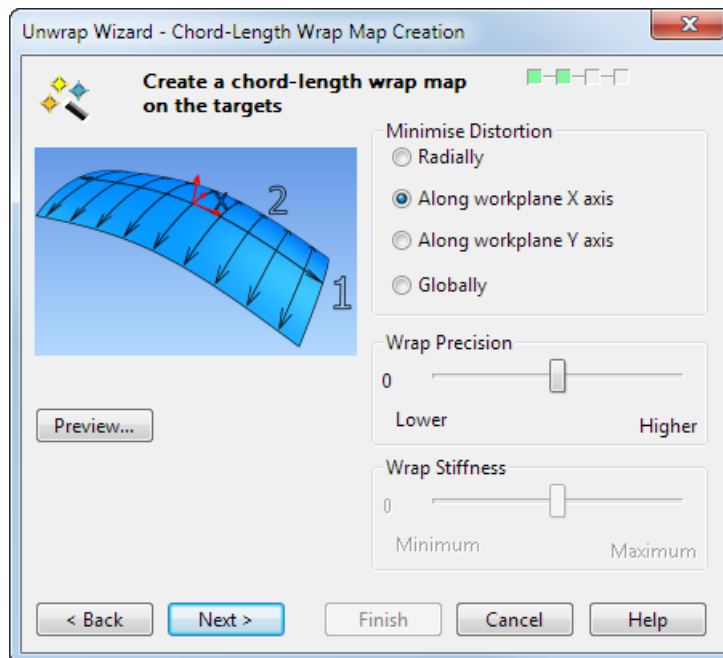 Unwrap Wizard - Chord-Length Wrap Map Creation
Create a chord-length wrap map
on the targets
X
2
1
Preview...
Minimise Distortion
Radially
Along workplane X axis
Along workplane Y axis
Globally
Wrap Precision
0
Lower
Higher
Wrap Stiffness
0
Minimum
Maximum
< Back
Next >
Finish
Cancel
Help